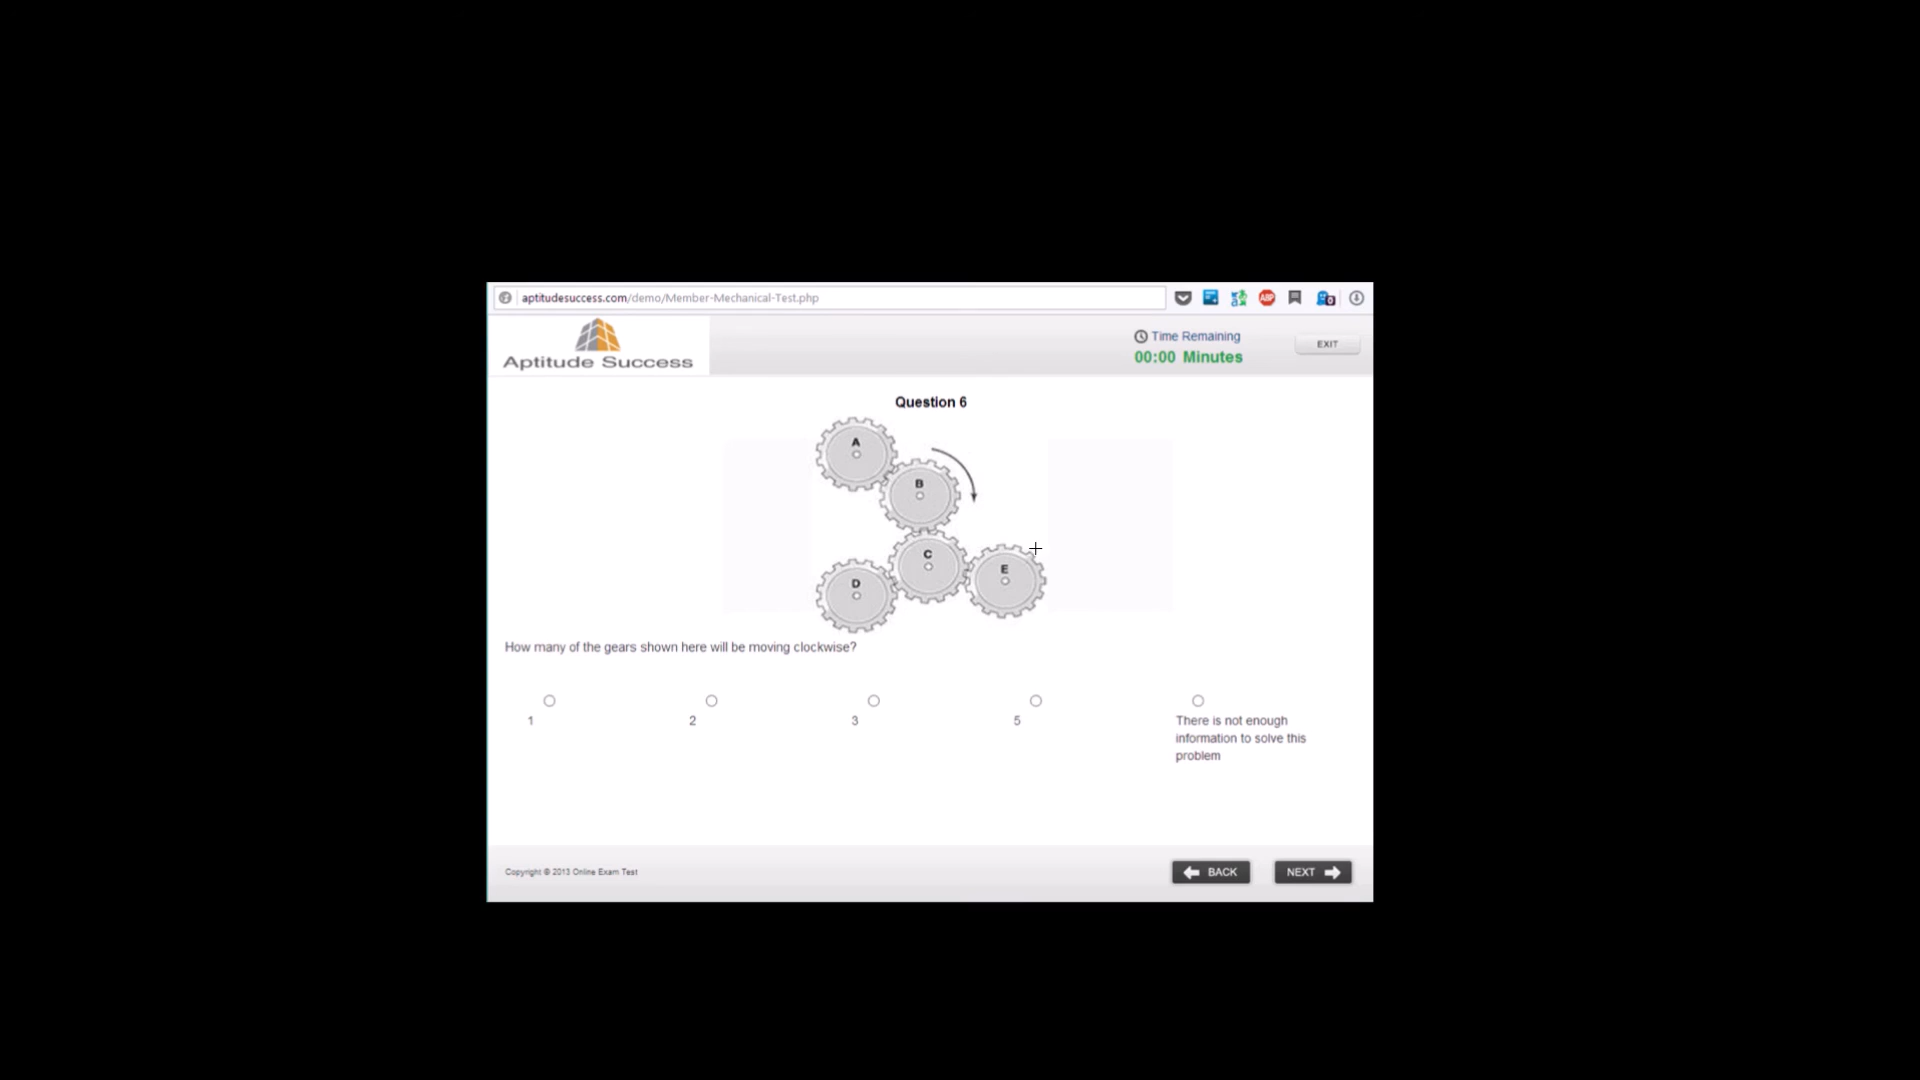 aptitudesuccess.com/demo/Member-Mechanical-Test.php
ABP
Aptitude Success
Time Remaining
00:00 Minutes
EXIT
Question 6
A
B
C
D
E
How many of the gears shown here will be moving clockwise?
1
2
3
5
There is not enough
information to solve this
problem
Copyright © 2013 Online Exam Test
BACK
NEXT